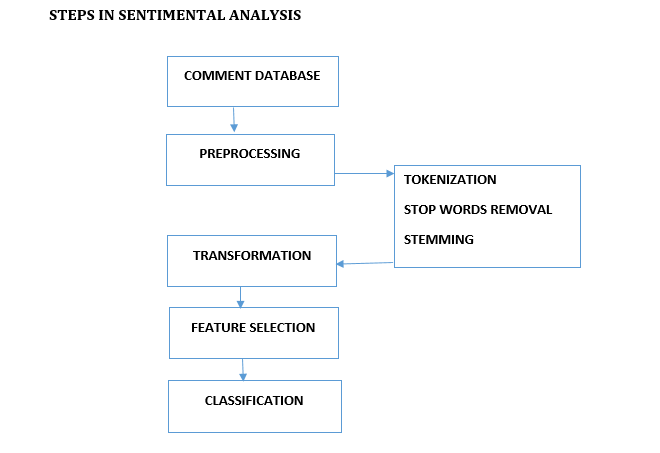 STEPS IN SENTIMENTAL ANALYSIS
COMMENT DATABASE
PREPROCESSING
TOKENIZATION
STOP WORDS REMOVAL
STEMMING
TRANSFORMATION
FEATURE SELECTION
CLASSIFICATION